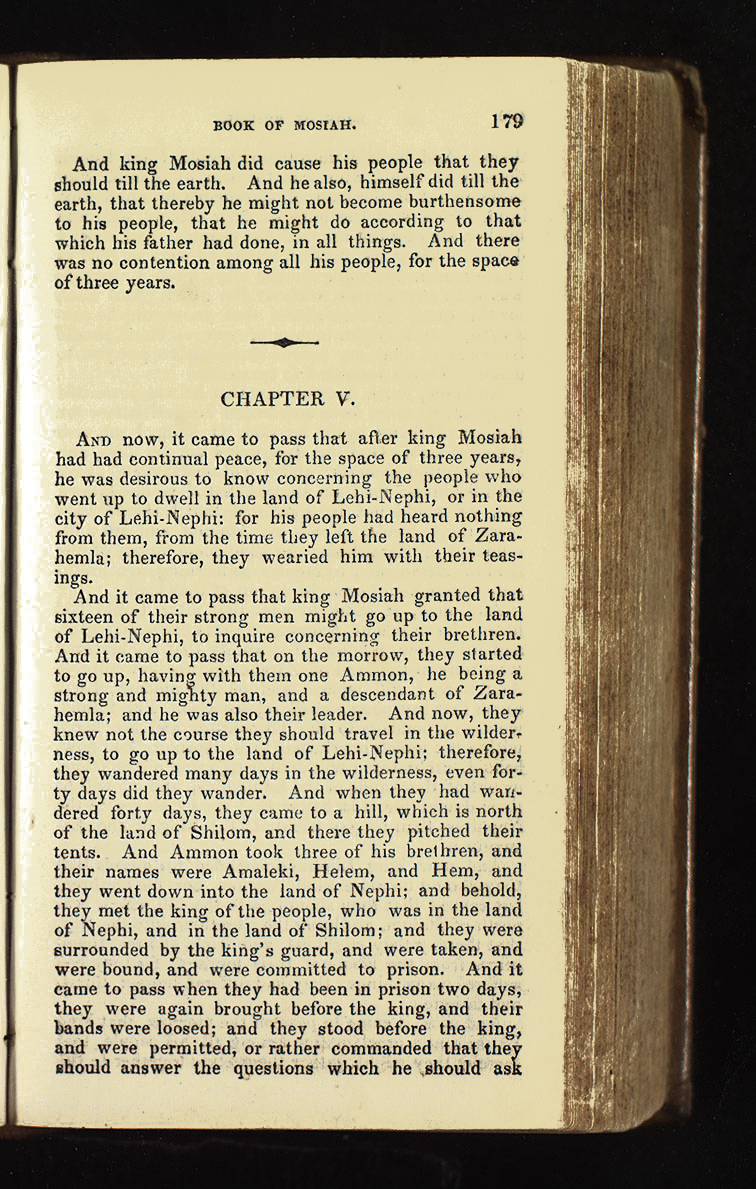 BOOK OF MOSIAH. 179
And king Mosiah did cause his people that they
should till the earth. And he also, himself did till the
earth, that thereby he might not become burthensome
to his people, that he might do according to that
which his father had done, in all things. And there
was no contention among all his people, for the space
of three years.
CHAPTER V.
AND now, it came to pass that after king Mosiah
had had continual peace, for the space of three years,
he was desirous to know concerning the people who
went up to dwell in the land of Lehi-Nephi, or in the
city of Lehi-Nephi: for his people had heard nothing
from them, from the time they left the land of Zara-
hemla; therefore, they wearied him with their teas-
ings.
And it came to pass that king Mosiah granted that
sixteen of their strong men might go up to the land
of Lehi-Nephi, to inquire concerning their brethren.
And it came to pass that on the morrow, they started
to go up, having with them one Ammon, he being a
strong and mighty man, and a descendant of Zara-
hemla; and he was also their leader. And now, they
knew not the course they should travel in the wilder-
ness, to go up to the land of Lehi-Nephi; therefore,
they wandered many days in the wilderness, even for-
ty days did they wander. And when they had wan-
dered forty days, they came to a hill, which is north
of the land of Shilom, and there they pitched their
tents. And Ammon took three of his brethren, and
their names were Amaleki, Helem, and Hem, and
they went down into the land of Nephi; and behold,
they met the king of the people, who was in the land
of Nephi, and in the land of Shilom; and they were
surrounded by the king's guard, and were taken, and
were bound, and were committed to prison. And it
came to pass when they had been in prison two days,
they were again brought before the king, and their
bands were loosed; and they stood before the king,
and were permitted, or rather commanded that they
should answer the questions which he should ask